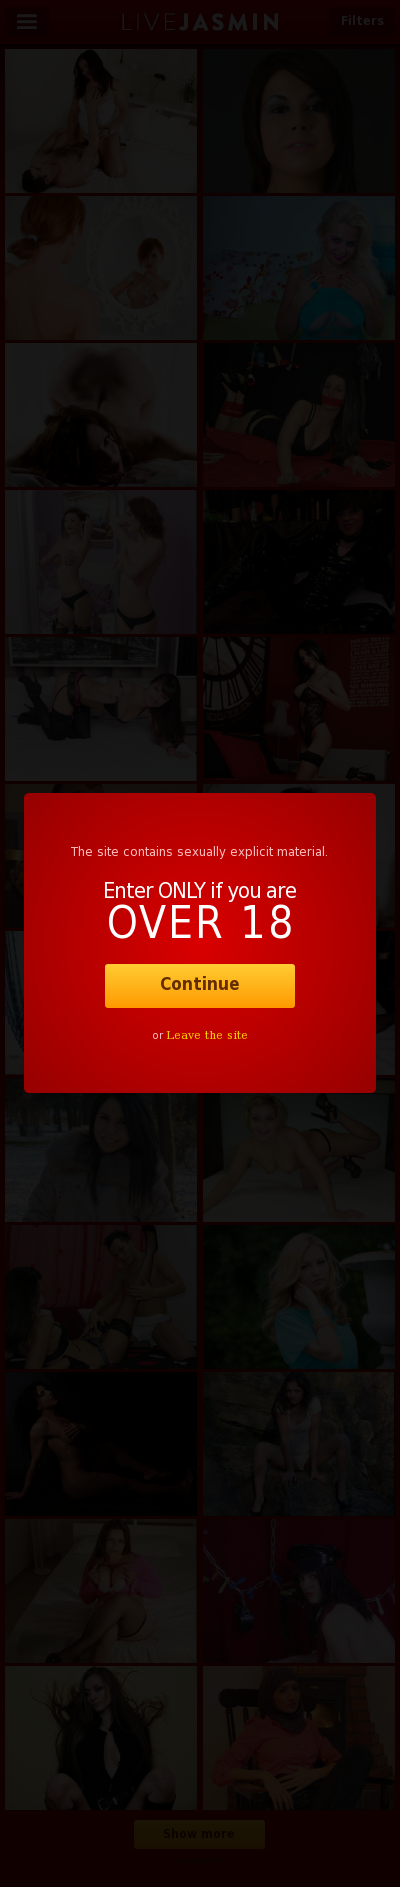 LIVEJASMIN
Filters
The site contains sexually explicit material.
Enter ONLY if you are
OVER 18
Continue
or Leave the site
Show more